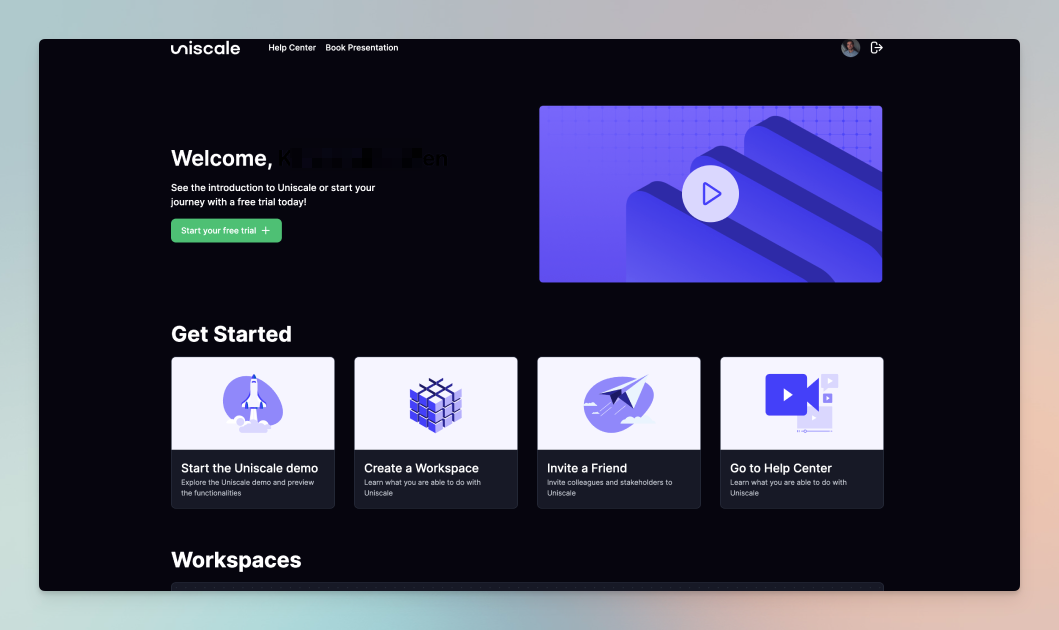 uniscale
Help Center
Book Presentation
Welcome,
See the introduction to Uniscale or start your
journey with a free trial today!
Start your free trial +
Get Started
Start the Uniscale demo
Explore the Uniscale demo and preview
the functionalities
Create a Workspace
Learn what you are able to do with
Uniscale
Invite a Friend
Invite colleagues and stakeholders to
Uniscale
Go to Help Center
Learn what you are able to do with
Uniscale
Workspaces